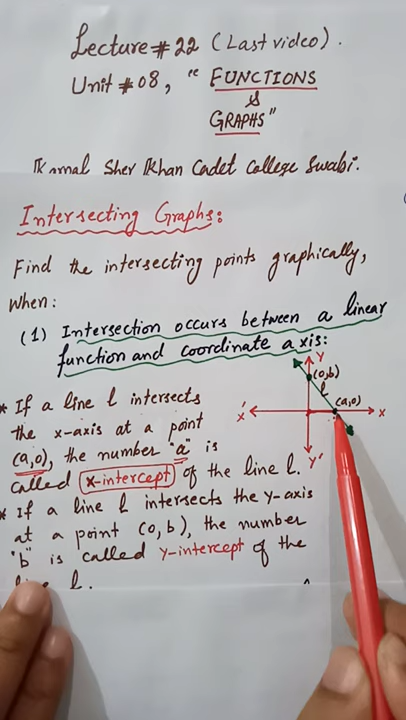 Lecture # 22 (Last video).
Unit # 08, " FUNCTIONS
&
GRAPHS"
Karnal Sher Khan Cadet College Swabi.
Intersecting Graphs:
Find the intersecting points graphically,
when:
(1) Intersection occurs between a linear
function and coordinate axis:
* If a line l intersects
the x-axis at a point
(a,0), the number "a" is
called x-intercept of the line l.
* If a line l intersects the y-axis
at a point (0,b), the number
"b" is called y-intercept of the
line l.
Y
(0,b)
l
(a,0)
X'
X
Y'